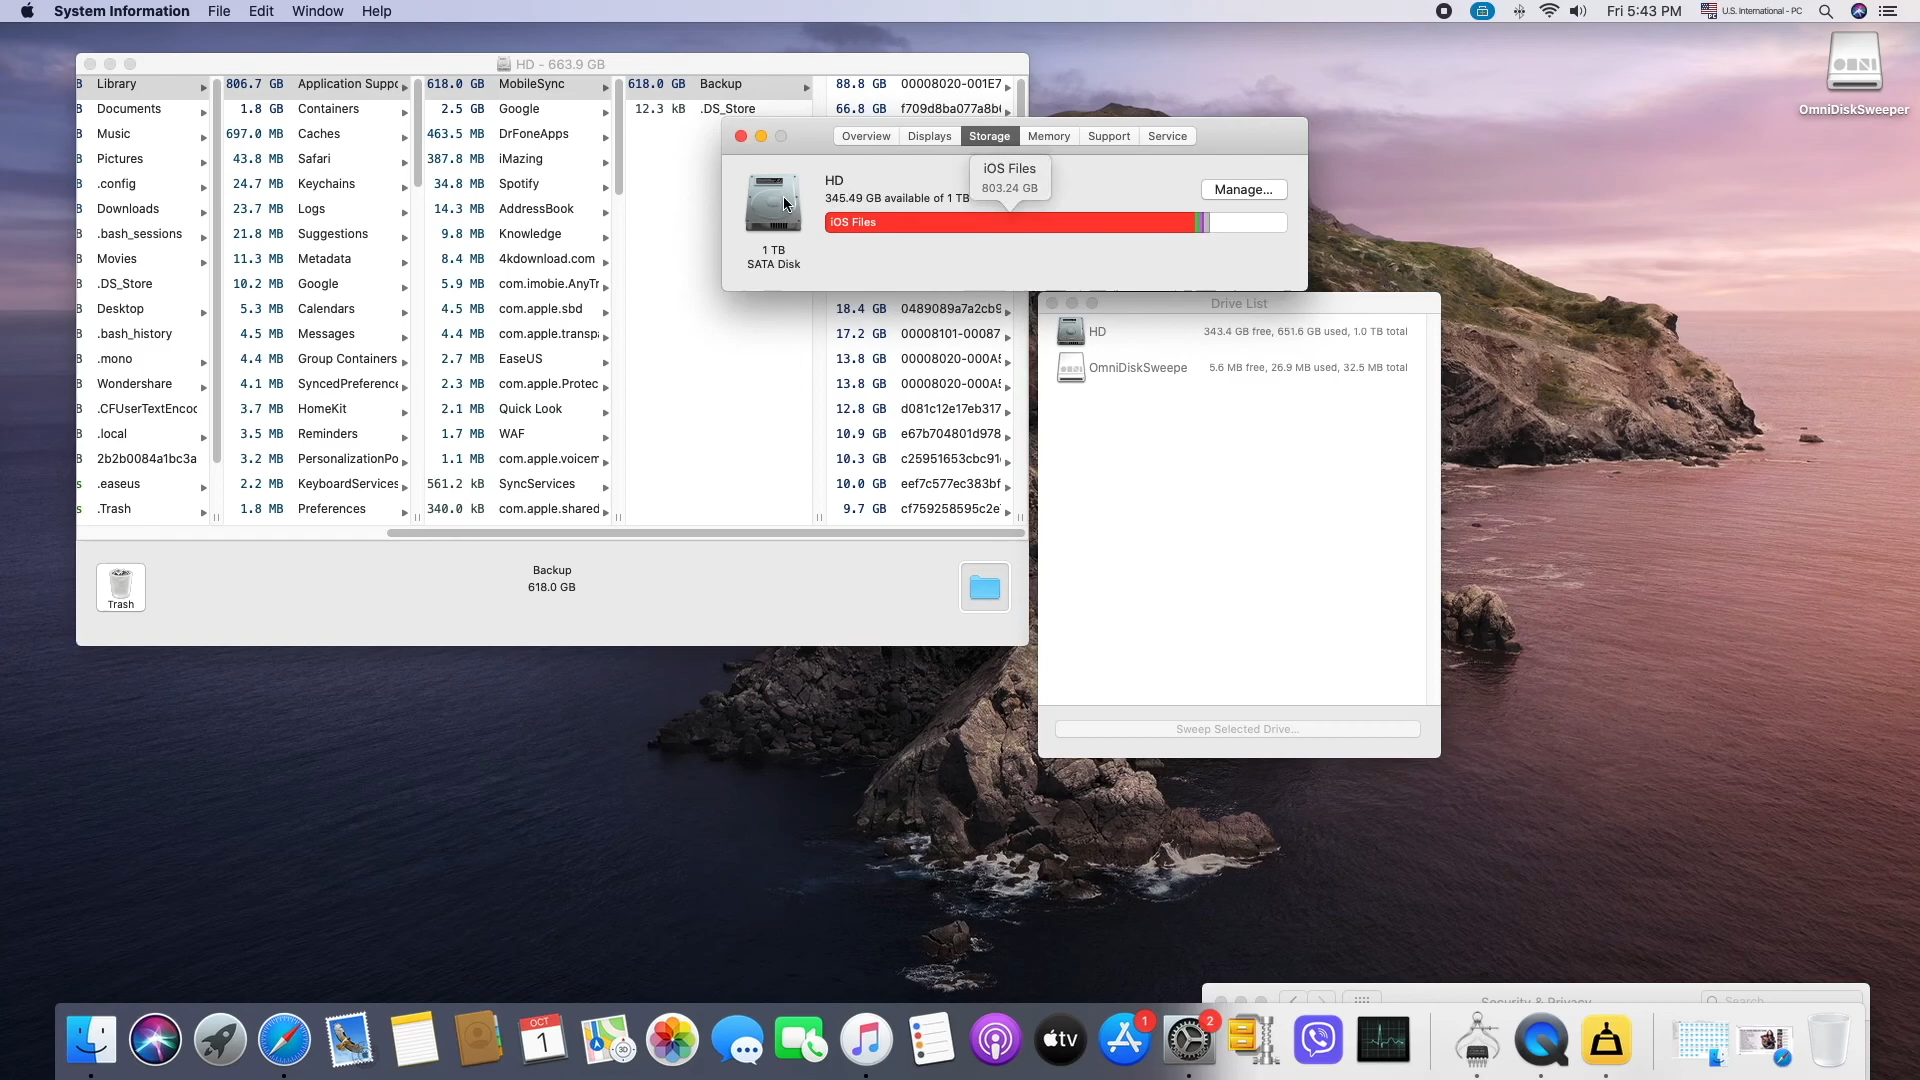 System Information File Edit Window Help
Fri 5:43 PM U.S. International - PC
OmniDiskSweeper
HD - 663.9 GB
B Library 806.7 GB Application Suppo 618.0 GB MobileSync 618.0 GB Backup 88.8 GB 00008020-001E7
B Documents 1.8 GB Containers 2.5 GB Google 12.3 kB .DS_Store 66.8 GB f709d8ba077a8b
B Music 697.0 MB Caches 463.5 MB DrFoneApps
B Pictures 43.8 MB Safari 387.8 MB iMazing
B .config 24.7 MB Keychains 34.8 MB Spotify
B Downloads 23.7 MB Logs 14.3 MB AddressBook
B .bash_sessions 21.8 MB Suggestions 9.8 MB Knowledge
B Movies 11.3 MB Metadata 8.4 MB 4kdownload.com
B .DS_Store 10.2 MB Google 5.9 MB com.imobie.AnyTr
B Desktop 5.3 MB Calendars 4.5 MB com.apple.sbd 18.4 GB 0489089a7a2cb9
B .bash_history 4.5 MB Messages 4.4 MB com.apple.transpa 17.2 GB 00008101-00087
B .mono 4.4 MB Group Containers 2.7 MB EaseUS 13.8 GB 00008020-000A5
B Wondershare 4.1 MB SyncedPreference 2.3 MB com.apple.Protec 13.8 GB 00008020-000A5
B .CFUserTextEncoc 3.7 MB HomeKit 2.1 MB Quick Look 12.8 GB d081c12e17eb317
B .local 3.5 MB Reminders 1.7 MB WAF 10.9 GB e67b704801d978
B 2b2b0084a1bc3a 3.2 MB PersonalizationPo 1.1 MB com.apple.voicem 10.3 GB c25951653cbc91
s .easeus 2.2 MB KeyboardServices 561.2 kB SyncServices 10.0 GB eef7c577ec383bf
s .Trash 1.8 MB Preferences 340.0 kB com.apple.shared 9.7 GB cf759258595c2e
Trash
Backup
618.0 GB
Overview Displays Storage Memory Support Service
iOS Files
803.24 GB
HD
345.49 GB available of 1 TB
Manage...
iOS Files
1 TB
SATA Disk
Drive List
HD 343.4 GB free, 651.6 GB used, 1.0 TB total
OmniDiskSweepe 5.6 MB free, 26.9 MB used, 32.5 MB total
Sweep Selected Drive...
Security & Privacy Search
OCT
1
3D
tv
1
2